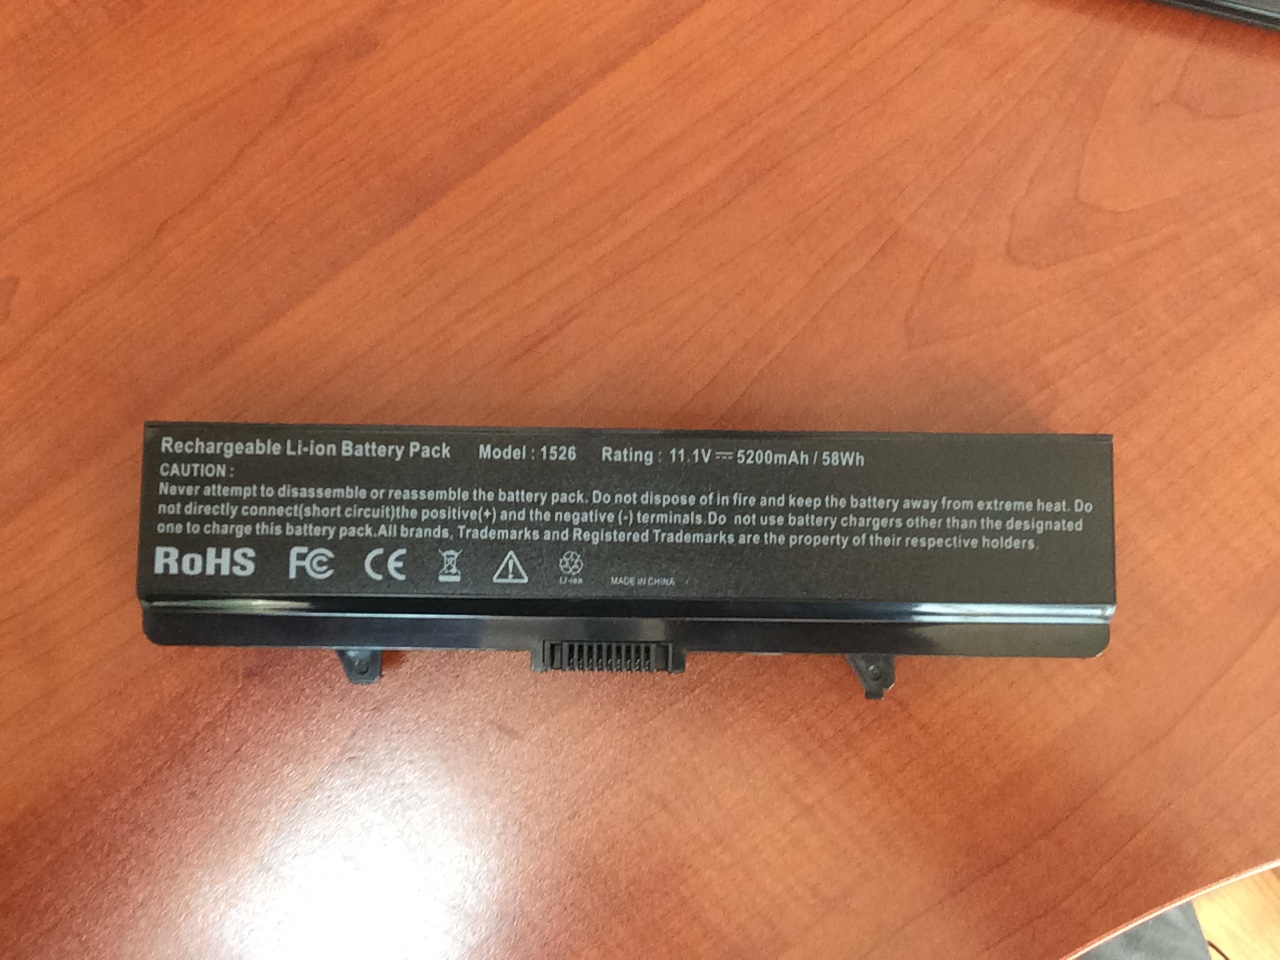 Rechargeable Li-ion Battery Pack Model : 1526 Rating : 11.1V⎓5200mAh / 58Wh
CAUTION :
Never attempt to disassemble or reassemble the battery pack. Do not dispose of in fire and keep the battery away from extreme heat. Do
not directly connect(short circuit)the positive(+) and the negative (-) terminals.Do not use battery chargers other than the designated
one to charge this battery pack.All brands, Trademarks and Registered Trademarks are the property of their respective holders.
RoHS FC CE Li-ion MADE IN CHINA